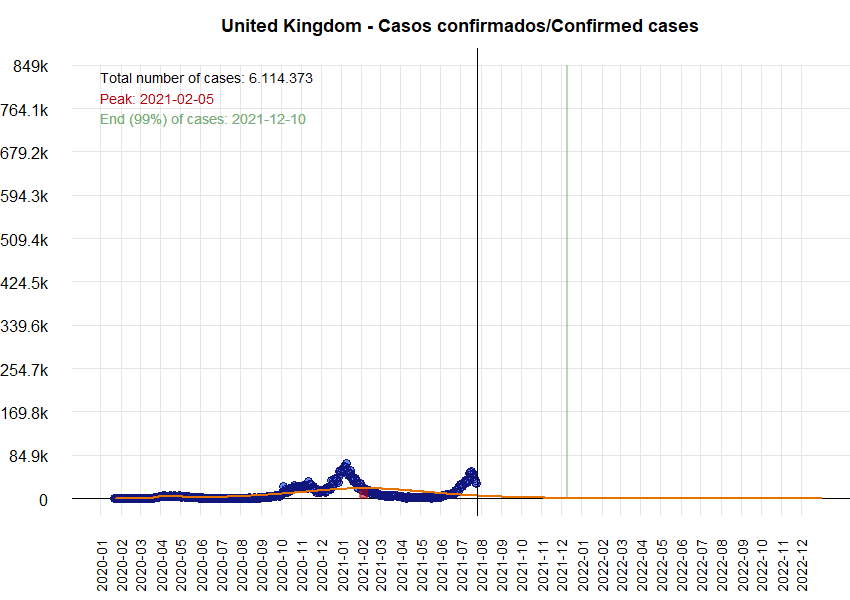 United Kingdom - Casos confirmados/Confirmed cases
849k
Total number of cases: 6.114.373
Peak: 2021-02-05
764.1k
End (99%) of cases: 2021-12-10
679.2k
594.3k
509.4k
424.5k
339.6k
254.7k
169.8k
84.9k
0
2020-01
2020-02
2020-03
2020-04
2020-05
2020-06
2020-07
2020-08
2020-09
2020-10
2020-11
2020-12
2021-01
2021-02
2021-03
2021-04
2021-05
2021-06
2021-07
2021-08
2021-09
2021-10
2021-11
2021-12
2022-01
2022-02
2022-03
2022-04
2022-05
2022-06
2022-07
2022-08
2022-09
2022-10
2022-11
2022-12